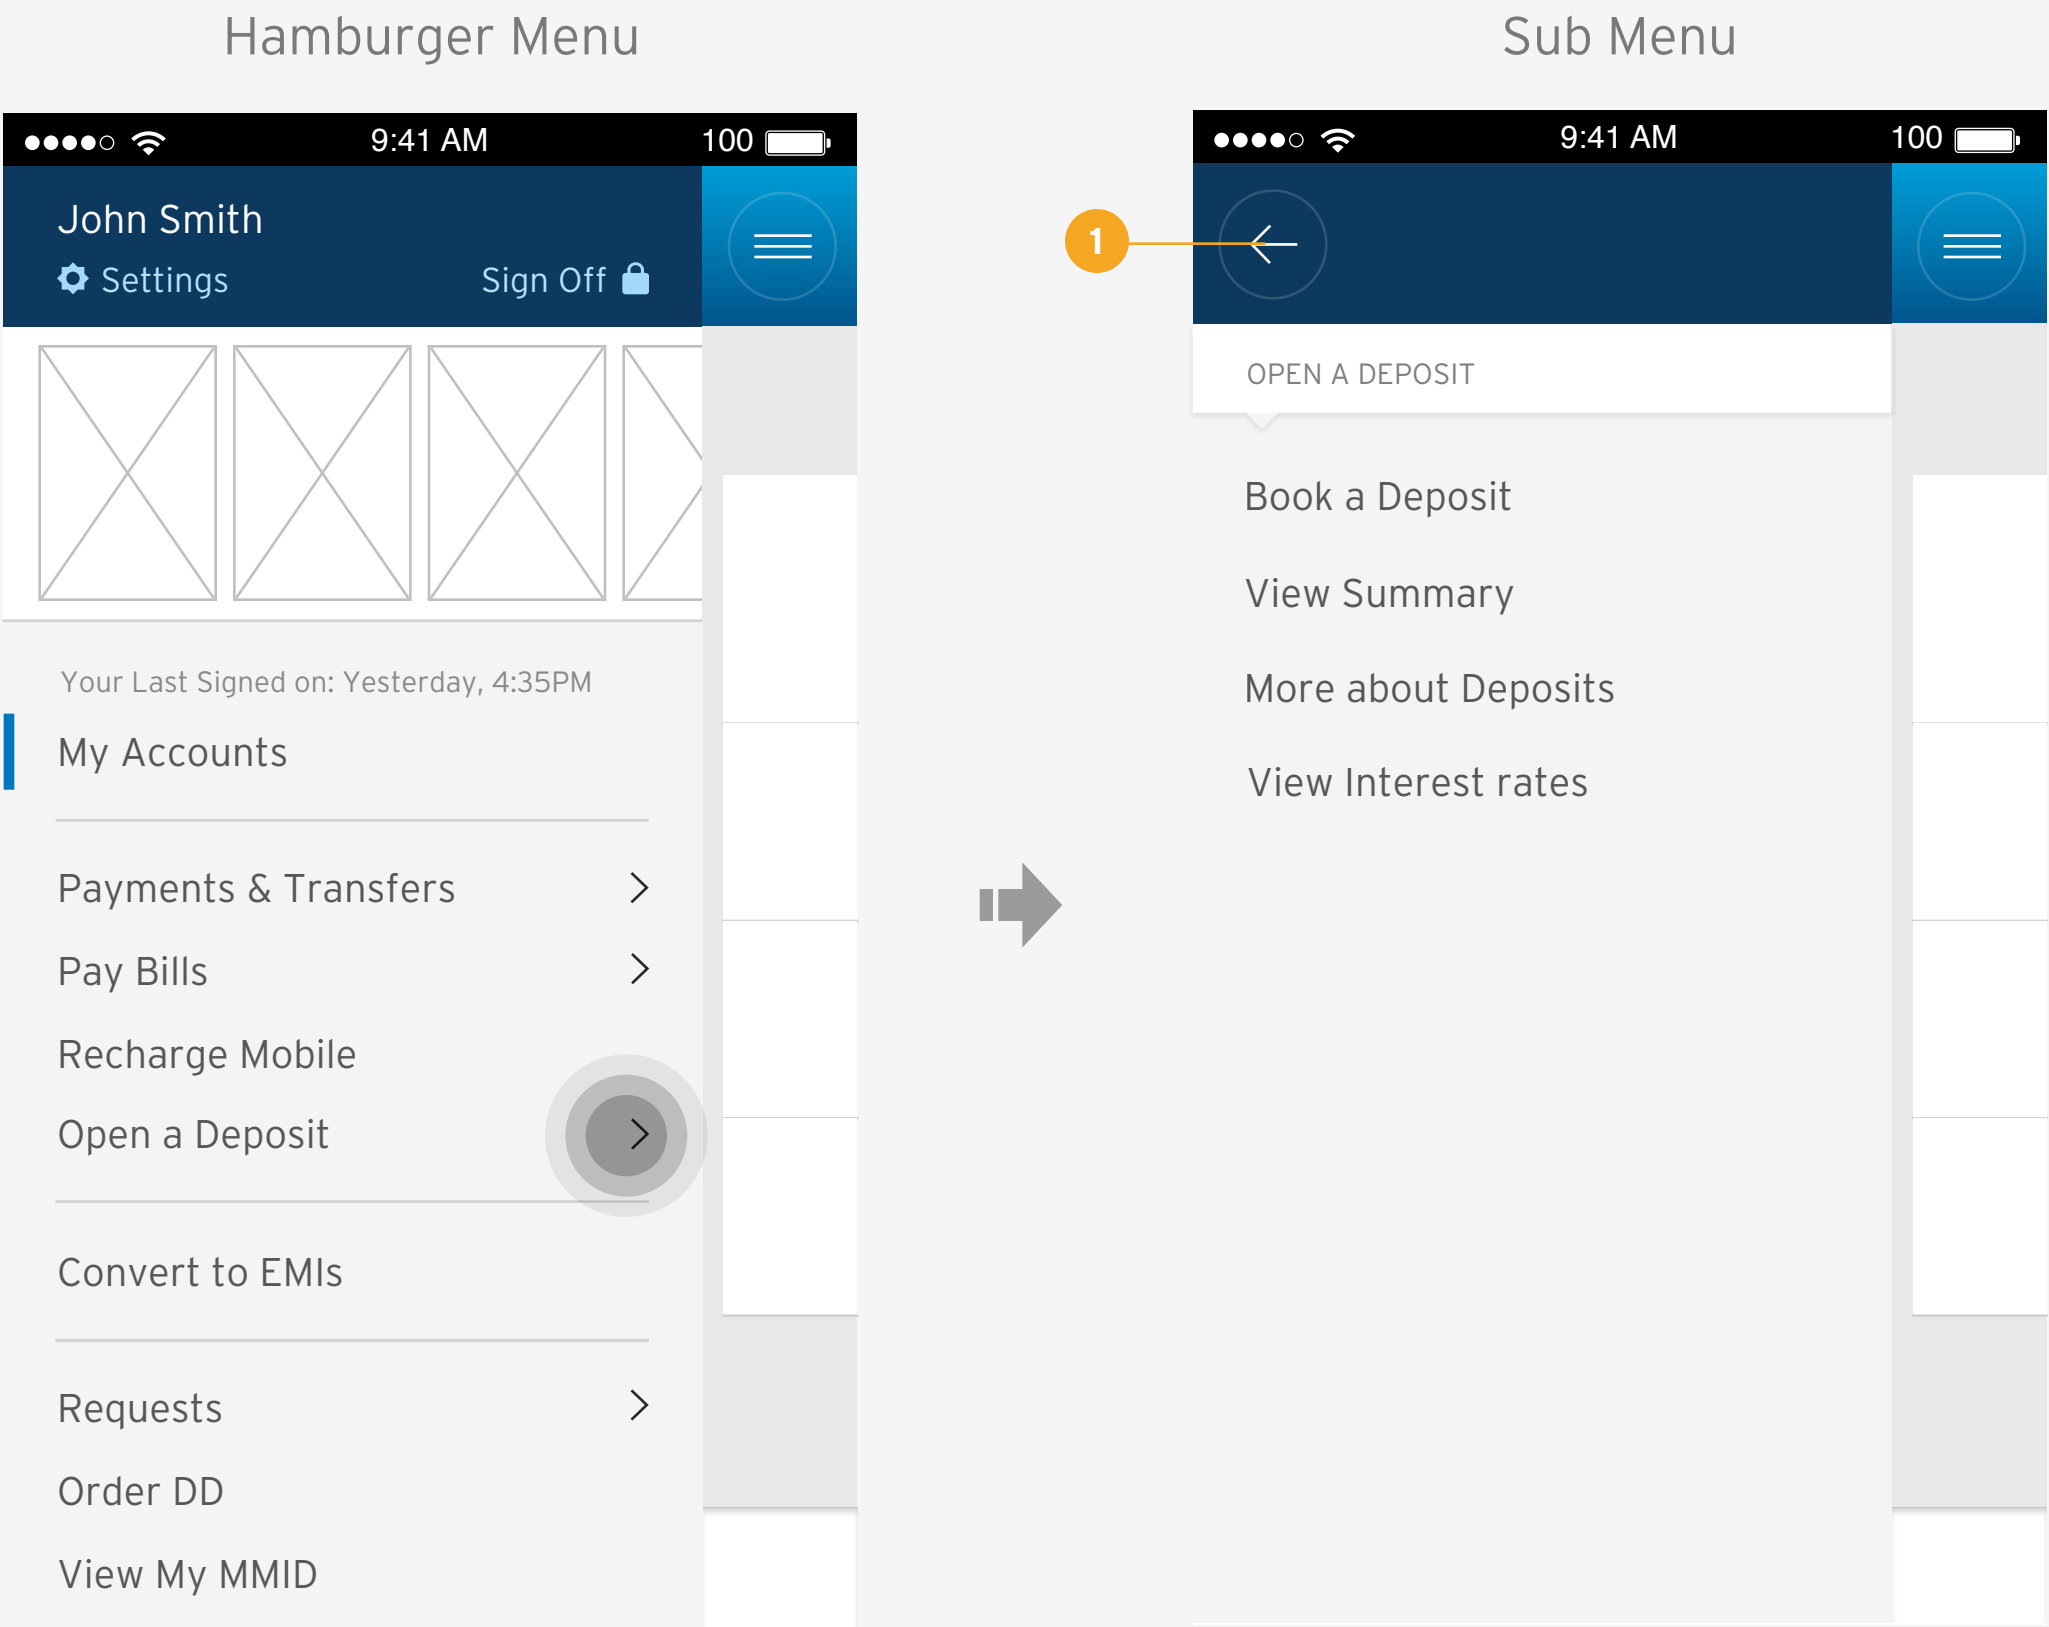 Hamburger Menu
9:41 AM
100
John Smith
Settings
Sign Off
Your Last Signed on: Yesterday, 4:35PM
My Accounts
Payments & Transfers
Pay Bills
Recharge Mobile
Open a Deposit
Convert to EMIs
Requests
Order DD
View My MMID
Sub Menu
9:41 AM
100
1
OPEN A DEPOSIT
Book a Deposit
View Summary
More about Deposits
View Interest rates